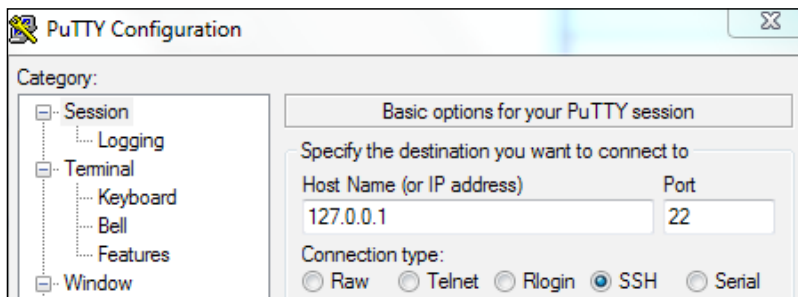 PuTTY Configuration
Category:
Session
Logging
Terminal
Keyboard
Bell
Features
Window
Basic options for your PuTTY session
Specify the destination you want to connect to
Host Name (or IP address) Port
127.0.0.1 22
Connection type:
Raw Telnet Rlogin SSH Serial